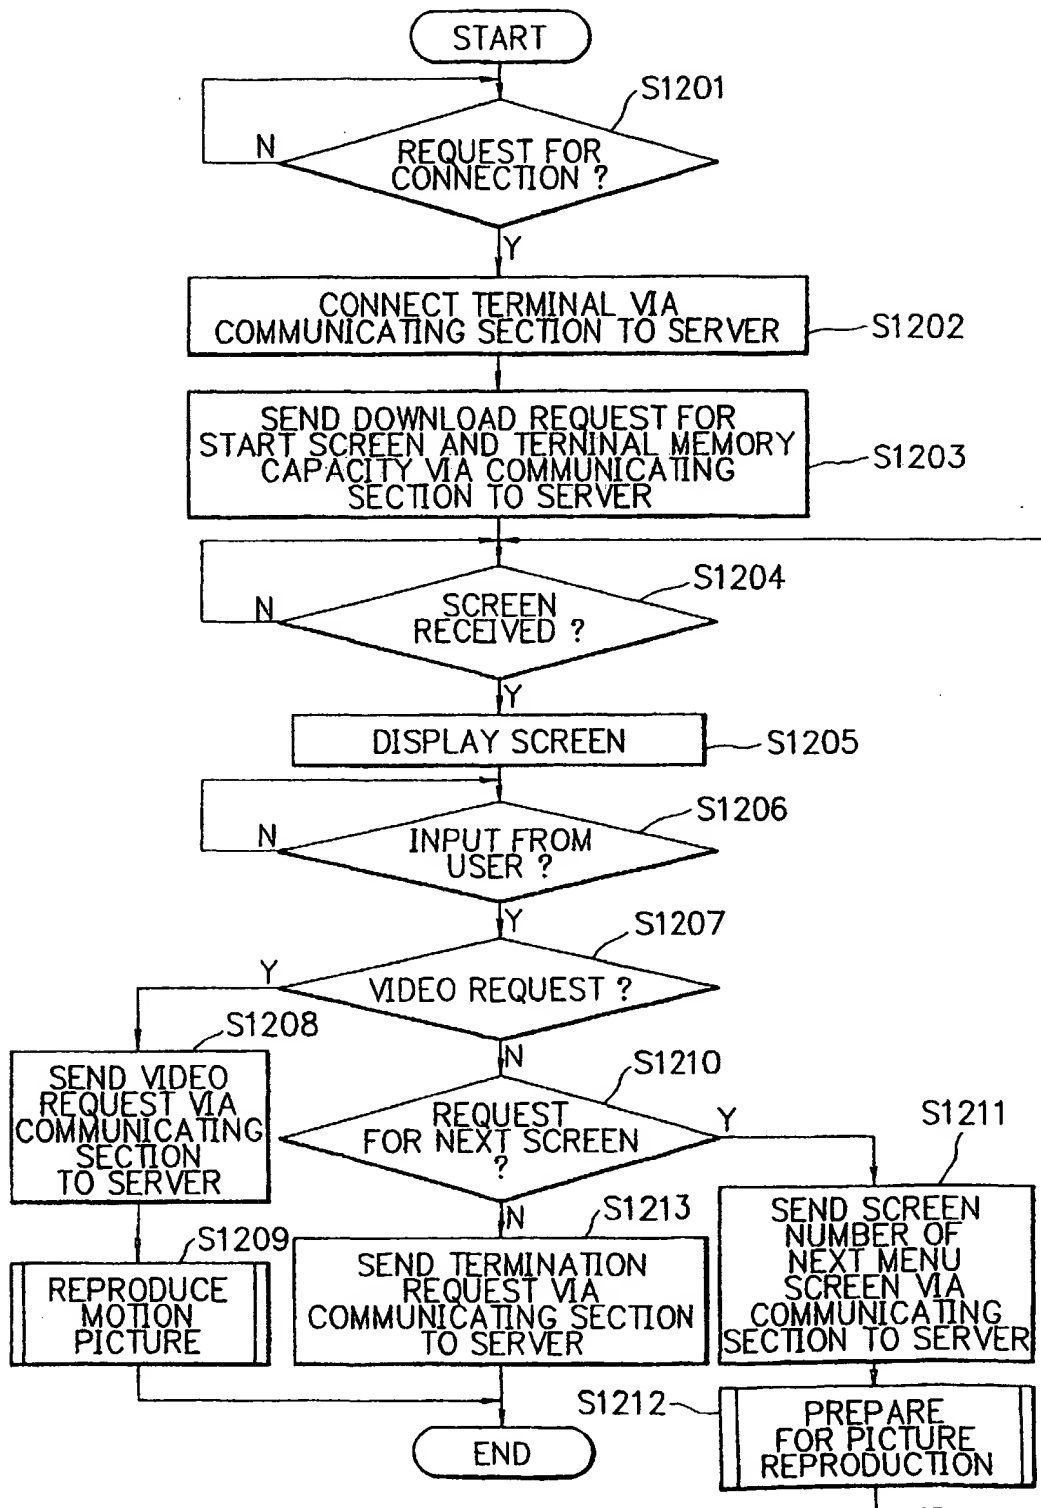 START
S1201
N
REQUEST FOR
CONNECTION ?
Y
CONNECT TERMINAL VIA
COMMUNICATING SECTION TO SERVER
S1202
SEND DOWNLOAD REQUEST FOR
START SCREEN AND TERNINAL MEMORY
CAPACITY VIA COMMUNICATING
SECTION TO SERVER
S1203
S1204
N
SCREEN
RECEIVED ?
Y
DISPLAY SCREEN
S1205
S1206
N
INPUT FROM
USER ?
Y
S1207
Y
VIDEO REQUEST ?
N
S1208
SEND VIDEO
REQUEST VIA
COMMUNICATING
SECTION
TO SERVER
S1210
REQUEST
FOR NEXT SCREEN
?
Y
N
S1211
SEND SCREEN
NUMBER OF
NEXT MENU
SCREEN VIA
COMMUNICATING
SECTION TO SERVER
S1209
REPRODUCE
MOTION
PICTURE
S1213
SEND TERMINATION
REQUEST VIA
COMMUNICATING SECTION
TO SERVER
S1212
PREPARE
FOR PICTURE
REPRODUCTION
END